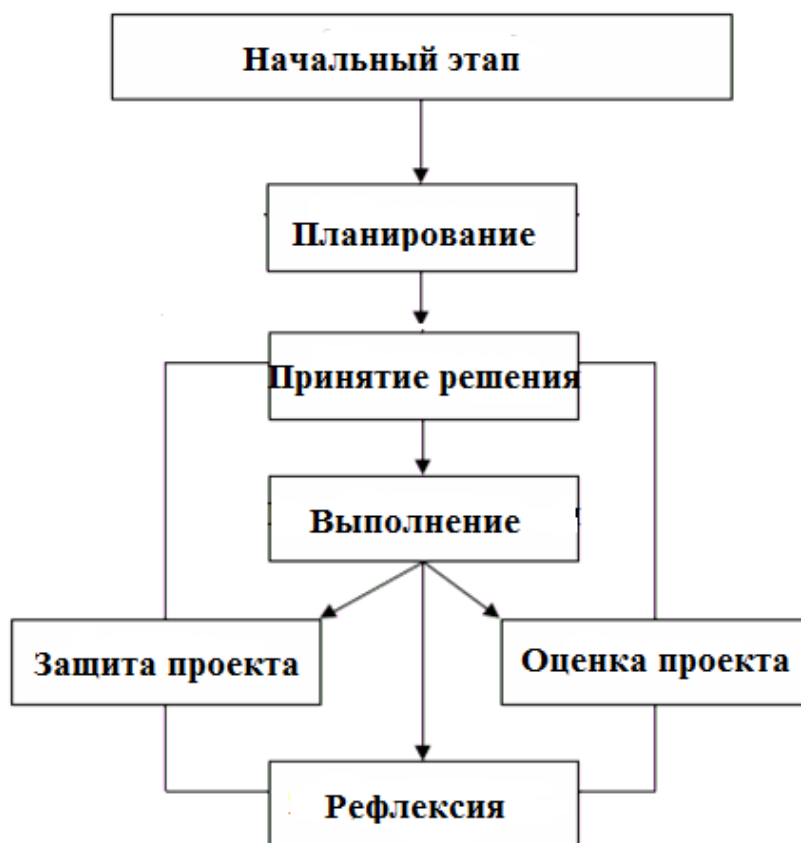 Начальный этап
Планирование
Принятие решения
Выполнение
Защита проекта
Оценка проекта
Рефлексия